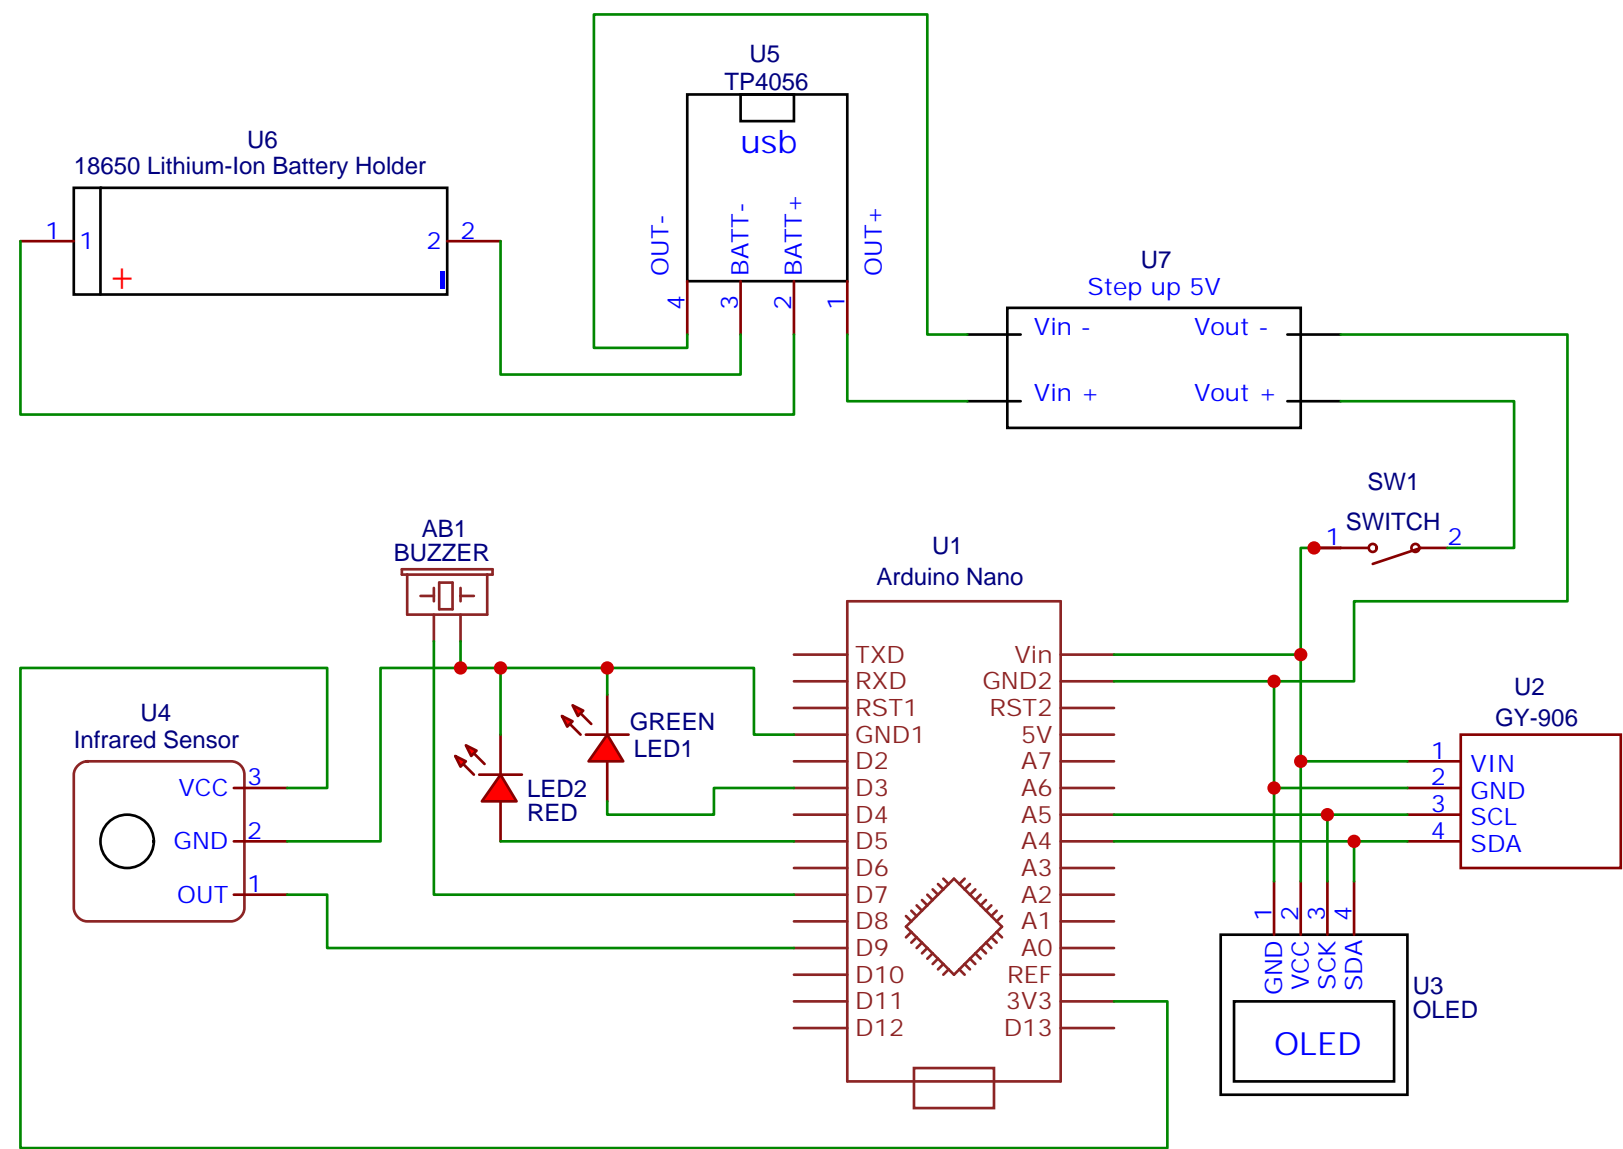 U5
TP4056
usb
OUT-
BATT-
BATT+
OUT+
4
3
2
1
U6
18650 Lithium-Ion Battery Holder
1
1
2
2
+
U7
Step up 5V
Vin -
Vout -
Vin +
Vout +
SW1
SWITCH
1
2
AB1
BUZZER
U1
Arduino Nano
TXD
RXD
RST1
GND1
D2
D3
D4
D5
D6
D7
D8
D9
D10
D11
D12
Vin
GND2
RST2
5V
A7
A6
A5
A4
A3
A2
A1
A0
REF
3V3
D13
GREEN
LED1
LED2
RED
U4
Infrared Sensor
VCC
3
GND
2
OUT
1
U2
GY-906
1
VIN
2
GND
3
SCL
4
SDA
1
2
3
4
GND
VCC
SCK
SDA
U3
OLED
OLED